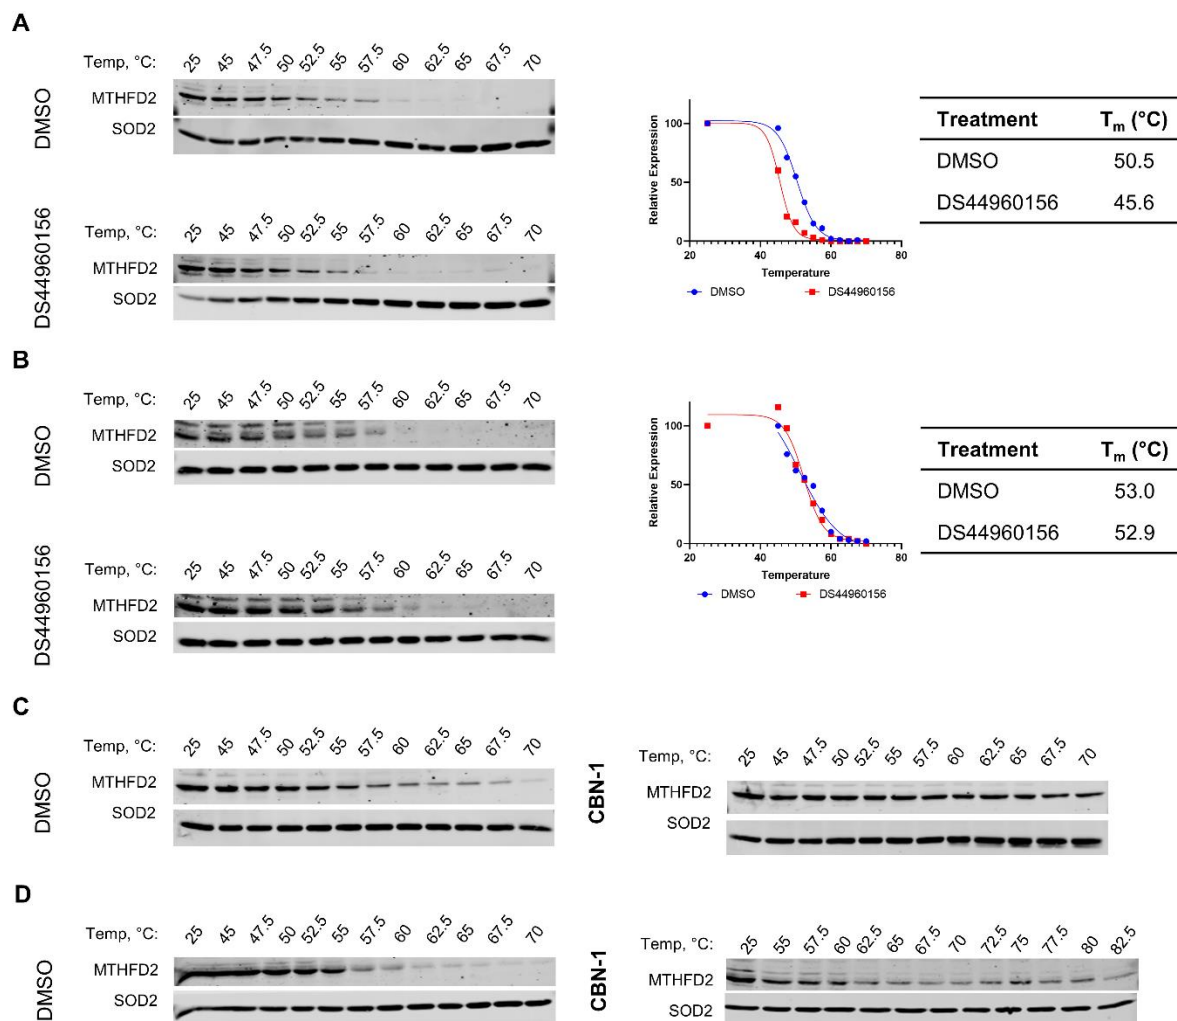 A
DMSO
Temp, °C: 25 45 47.5 50 52.5 55 57.5 60 62.5 65 67.5 70
MTHFD2
SOD2
DS44960156
25 45 47.5 50 52.5 55 57.5 60 62.5 65 67.5 70
Temp, °C:
MTHFD2
SOD2
Relative Expression
100
50
0
20 40 60 80
Temperature
DMSO DS44960156
Treatment Tm (°C)
DMSO 50.5
DS44960156 45.6
B
DMSO
Temp, °C: 25 45 47.5 50 52.5 55 57.5 60 62.5 65 67.5 70
MTHFD2
SOD2
DS44960156
Temp, °C: 25 45 47.5 50 52.5 55 57.5 60 62.5 65 67.5 70
MTHFD2
SOD2
Relative Expression
100
50
0
20 40 60 80
Temperature
DMSO DS44960156
Treatment Tm (°C)
DMSO 53.0
DS44960156 52.9
C
DMSO
Temp, °C: 25 45 47.5 50 52.5 55 57.5 60 62.5 65 67.5 70
MTHFD2
SOD2
CBN-1
Temp, °C: 25 45 47.5 50 52.5 55 57.5 60 62.5 65 67.5 70
MTHFD2
SOD2
D
DMSO
Temp, °C: 25 45 47.5 50 52.5 55 57.5 60 62.5 65 67.5 70
MTHFD2
SOD2
CBN-1
Temp, °C: 25 55 57.5 60 62.5 65 67.5 70 72.5 75 77.5 80 82.5
MTHFD2
SOD2